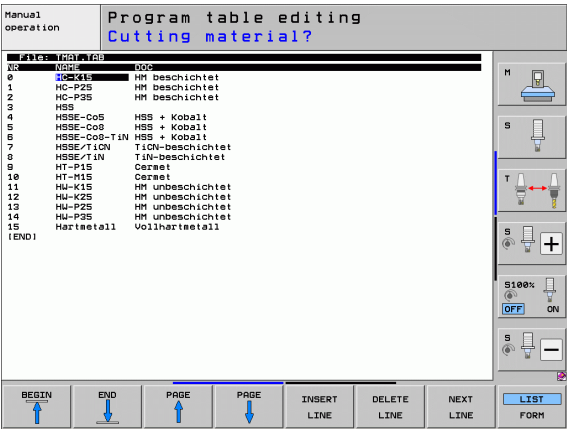 Manual
operation
Program table editing
Cutting material?
File: TMAT.TAB
NR NAME DOC
0 HC-K15 HM beschichtet
1 HC-P25 HM beschichtet
2 HC-P35 HM beschichtet
3 HSS
4 HSSE-Co5 HSS + Kobalt
5 HSSE-Co8 HSS + Kobalt
6 HSSE-Co8-TiN HSS + Kobalt
7 HSSE/TiCN TiCN-beschichtet
8 HSSE/TiN TiN-beschichtet
9 HT-P15 Cermet
10 HT-M15 Cermet
11 HW-K15 HM unbeschichtet
12 HW-K25 HM unbeschichtet
13 HW-P25 HM unbeschichtet
14 HW-P35 HM unbeschichtet
15 Hartmetall Vollhartmetall
[END]
M
S
T
S
+
S100%
OFF ON
S
−
BEGIN END PAGE PAGE INSERT LINE DELETE LINE NEXT LINE LIST FORM